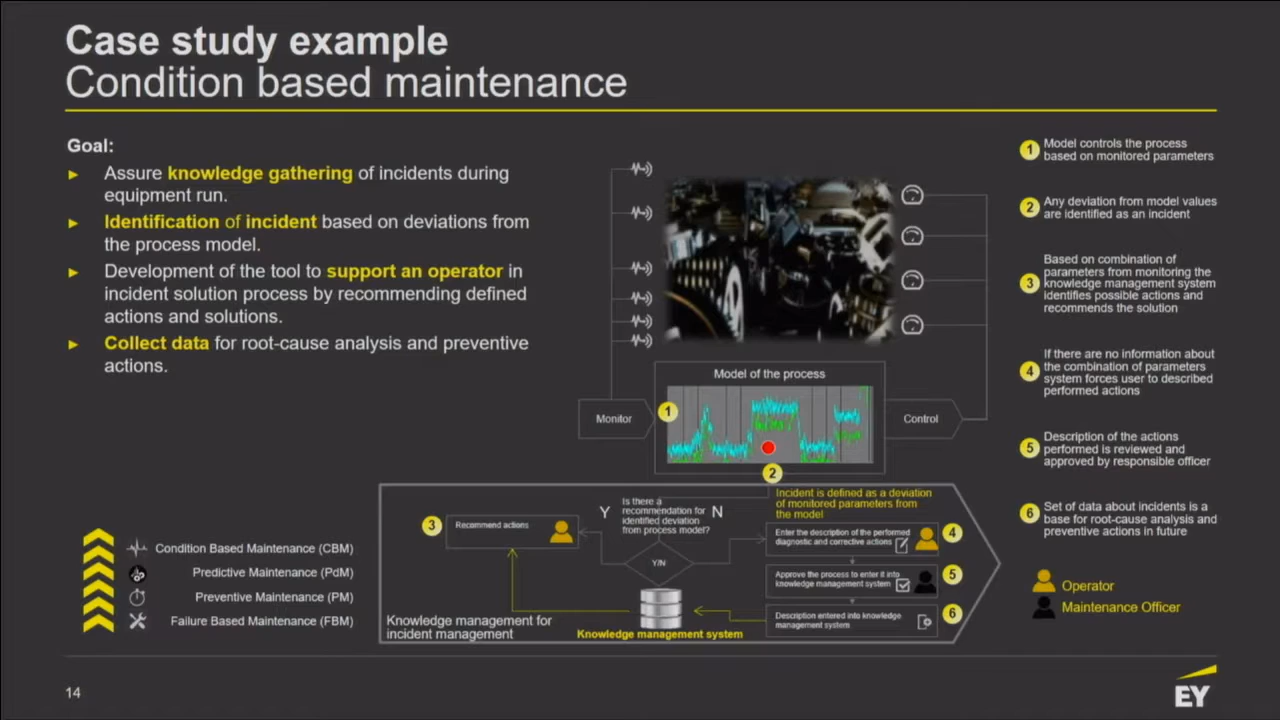 Case study example
Condition based maintenance
Goal:
► Assure knowledge gathering of incidents during
equipment run.
► Identification of incident based on deviations from
the process model.
► Development of the tool to support an operator in
incident solution process by recommending defined
actions and solutions.
► Collect data for root-cause analysis and preventive
actions.
Condition Based Maintenance (CBM)
Predictive Maintenance (PdM)
Preventive Maintenance (PM)
Failure Based Maintenance (FBM)
Model of the process
Monitor
1
Control
2
Incident is defined as a deviation
of monitored parameters from
the model
Is there a
recommendation for
identified deviation
from process model?
Y
N
Y/N
3
Recommend actions
Enter the description of the performed
diagnostic and corrective actions
4
Approve the process to enter it into
knowledge management system
5
Description entered into knowledge
management system
6
Knowledge management for
incident management
Knowledge management system
1 Model controls the process
based on monitored parameters
2 Any deviation from model values
are identified as an incident
3 Based on combination of
parameters from monitoring the
knowledge management system
identifies possible actions and
recommends the solution
4 If there are no information about
the combination of parameters
system forces user to described
performed actions
5 Description of the actions
performed is reviewed and
approved by responsible officer
6 Set of data about incidents is a
base for root-cause analysis and
preventive actions in future
Operator
Maintenance Officer
14
EY